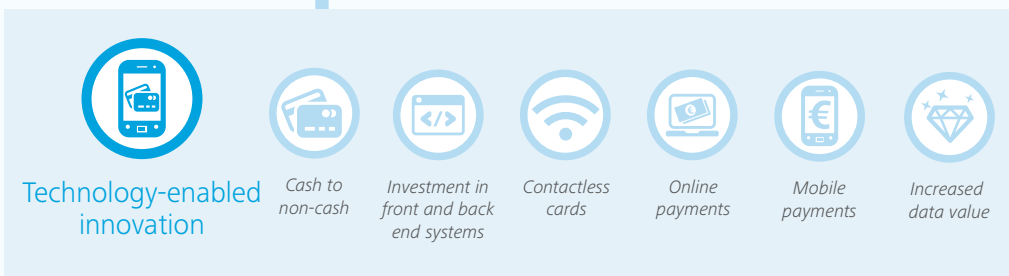 Technology-enabled
innovation
Cash to
non-cash
Investment in
front and back
end systems
</>
Contactless
cards
Online
payments
€
Mobile
payments
Increased
data value